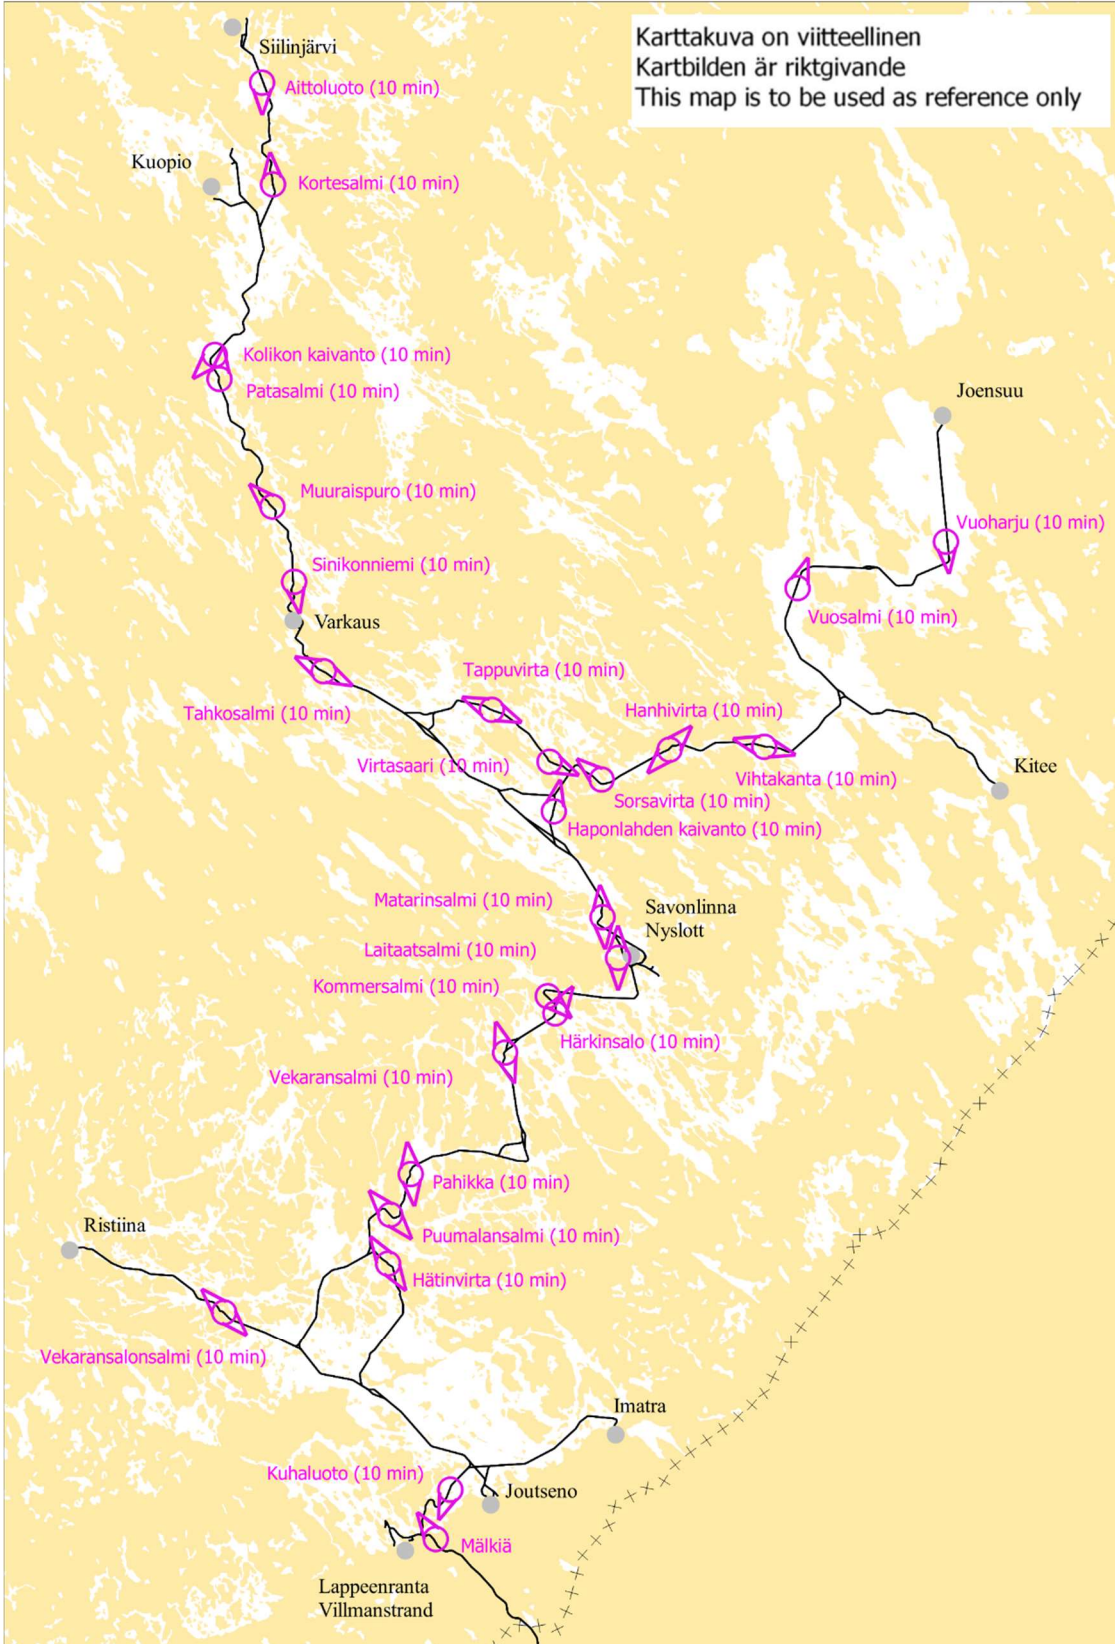 Karttakuva on viitteellinen
Kartbilden är riktgivande
This map is to be used as reference only
Siilinjärvi
Aittoluoto (10 min)
Kuopio
Kortesalmi (10 min)
Kolikon kaivanto (10 min)
Patasalmi (10 min)
Joensuu
Muuraispuro (10 min)
Vuoharju (10 min)
Sinikonniemi (10 min)
Vuosalmi (10 min)
Varkaus
Tappuvirta (10 min)
Tahkosalmi (10 min)
Hanhivirta (10 min)
Virtasaari (10 min)
Vihtakanta (10 min)
Kitee
Sorsavirta (10 min)
Haponlahden kaivanto (10 min)
Matarinsalmi (10 min)
Savonlinna
Nyslott
Laitaatsalmi (10 min)
Kommersalmi (10 min)
Härkinsalo (10 min)
Vekaransalmi (10 min)
Pahikka (10 min)
Ristiina
Puumalansalmi (10 min)
Hätinvirta (10 min)
Vekaransalonsalmi (10 min)
Imatra
Kuhaluoto (10 min)
Joutseno
Mälkiä
Lappeenranta
Villmanstrand